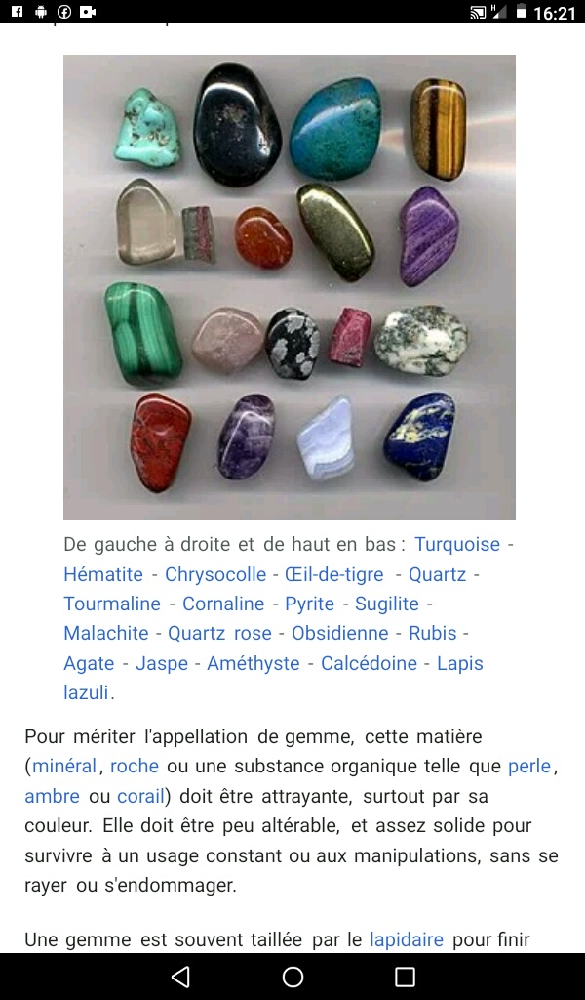 16:21
De gauche à droite et de haut en bas : Turquoise -
Hématite - Chrysocolle - Œil-de-tigre - Quartz -
Tourmaline - Cornaline - Pyrite - Sugilite -
Malachite - Quartz rose - Obsidienne - Rubis -
Agate - Jaspe - Améthyste - Calcédoine - Lapis
lazuli.
Pour mériter l'appellation de gemme, cette matière
(minéral, roche ou une substance organique telle que perle,
ambre ou corail) doit être attrayante, surtout par sa
couleur. Elle doit être peu altérable, et assez solide pour
survivre à un usage constant ou aux manipulations, sans se
rayer ou s'endommager.
Une gemme est souvent taillée par le lapidaire pour finir